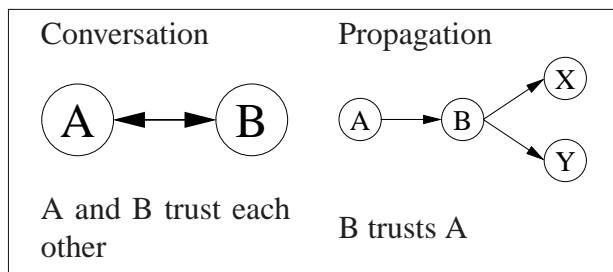 Conversation
A B
A and B trust each
other
Propagation
X
A B
Y
B trusts A